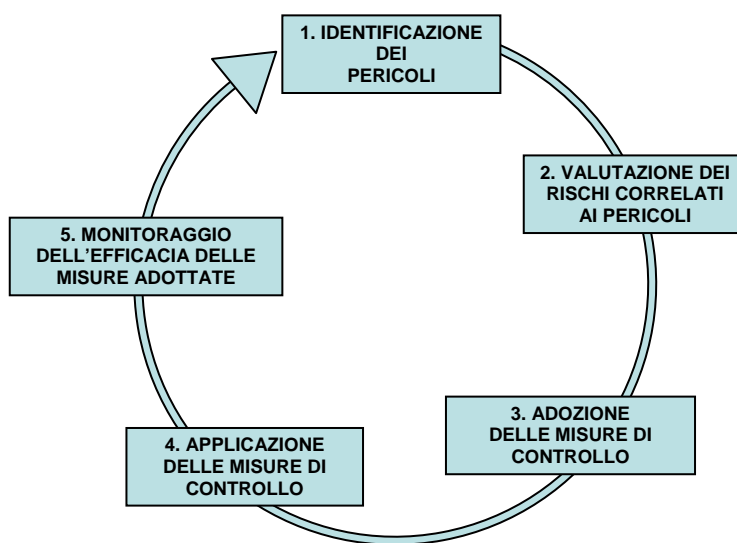 1. IDENTIFICAZIONE
DEI
PERICOLI
2. VALUTAZIONE DEI
RISCHI CORRELATI
AI PERICOLI
3. ADOZIONE
DELLE MISURE DI
CONTROLLO
4. APPLICAZIONE
DELLE MISURE DI
CONTROLLO
5. MONITORAGGIO
DELL’EFFICACIA DELLE
MISURE ADOTTATE